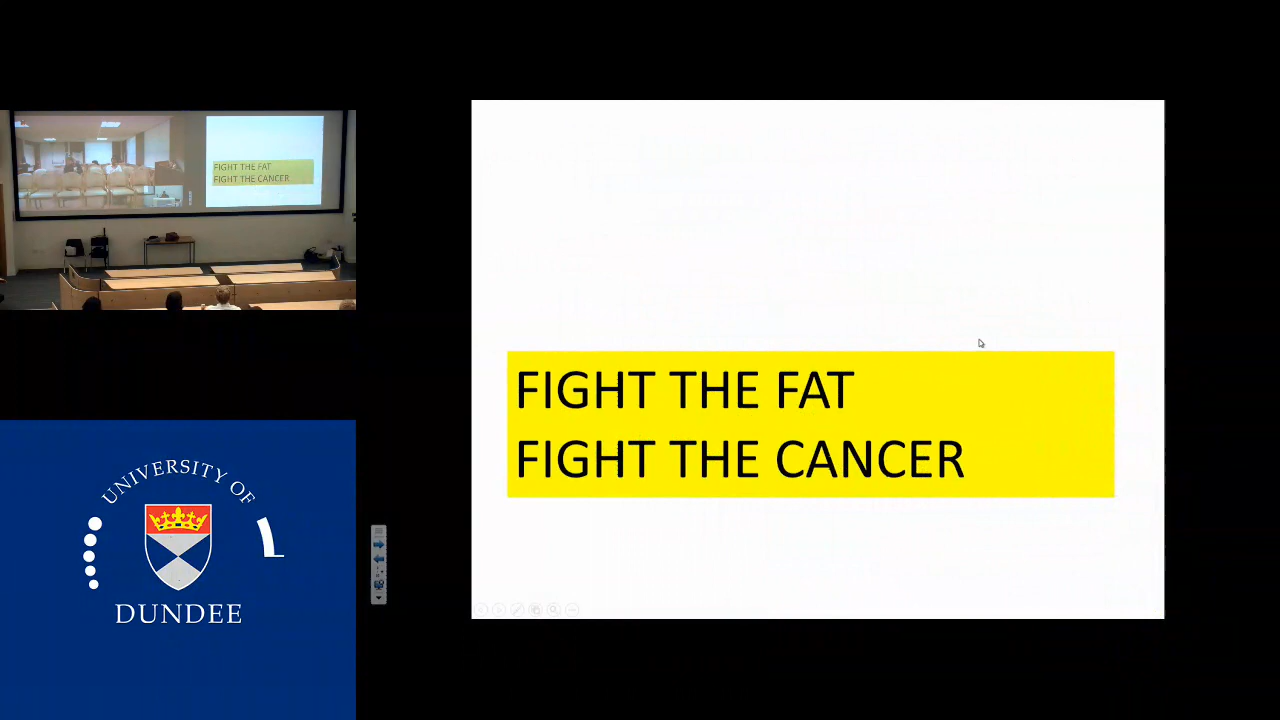 FIGHT THE FAT
FIGHT THE CANCER
FIGHT THE FAT
FIGHT THE CANCER
UNIVERSITY OF
DUNDEE